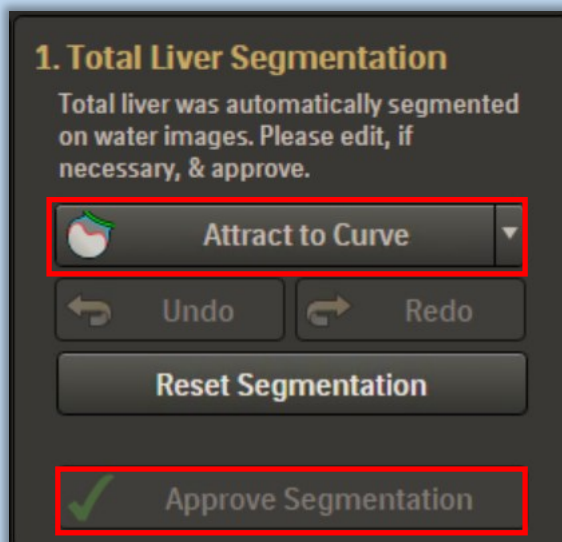 1. Total Liver Segmentation
Total liver was automatically segmented
on water images. Please edit, if
necessary, & approve.
Attract to Curve
Undo Redo
Reset Segmentation
Approve Segmentation